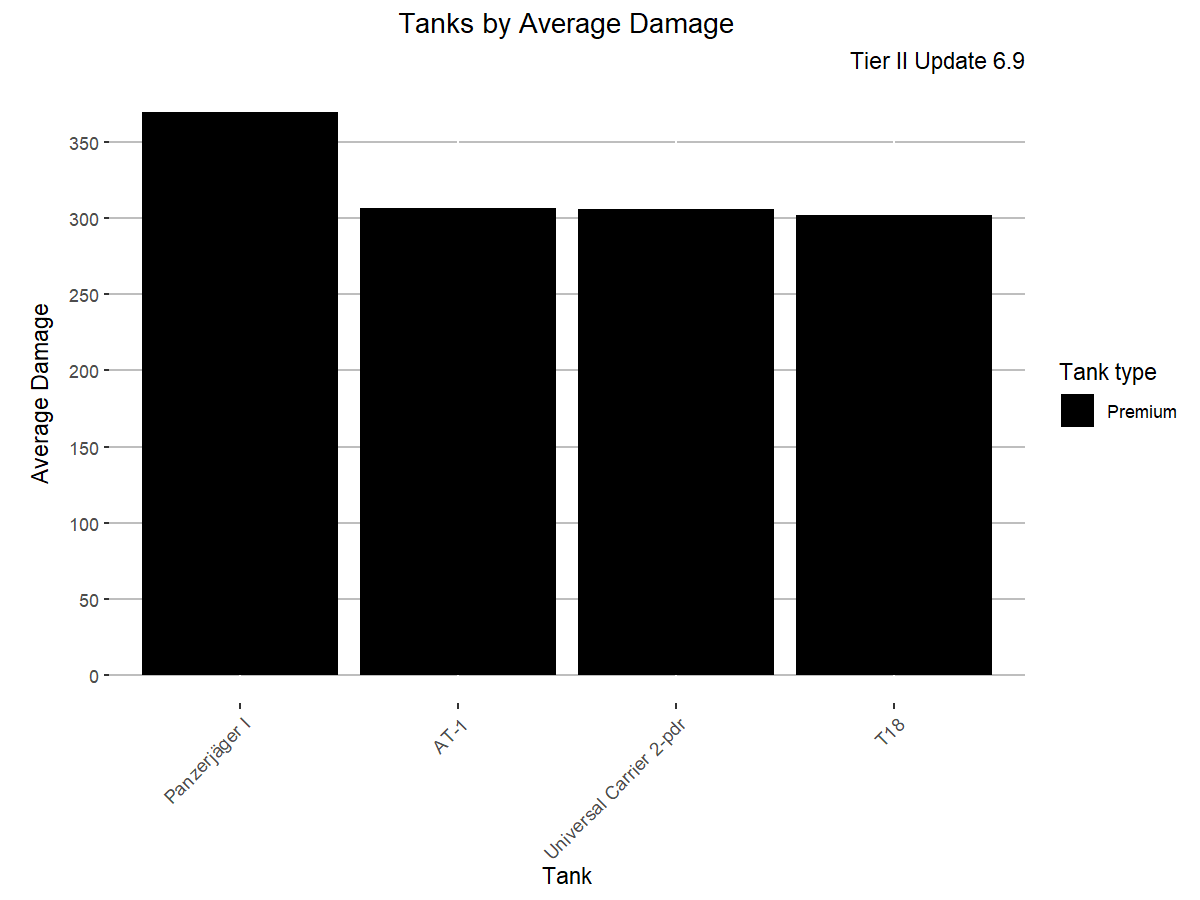 Tanks by Average Damage
Tier II Update 6.9
Average Damage
350
300
250
200
150
100
50
0
Panzerjäger I
AT-1
Universal Carrier 2-pdr
T18
Tank
Tank type
Premium